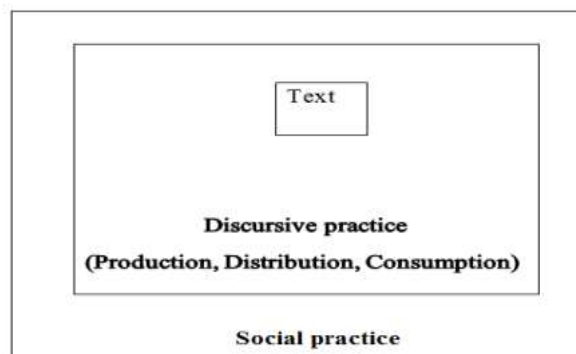 Text
Discursive practice
(Production, Distribution, Consumption)
Social practice